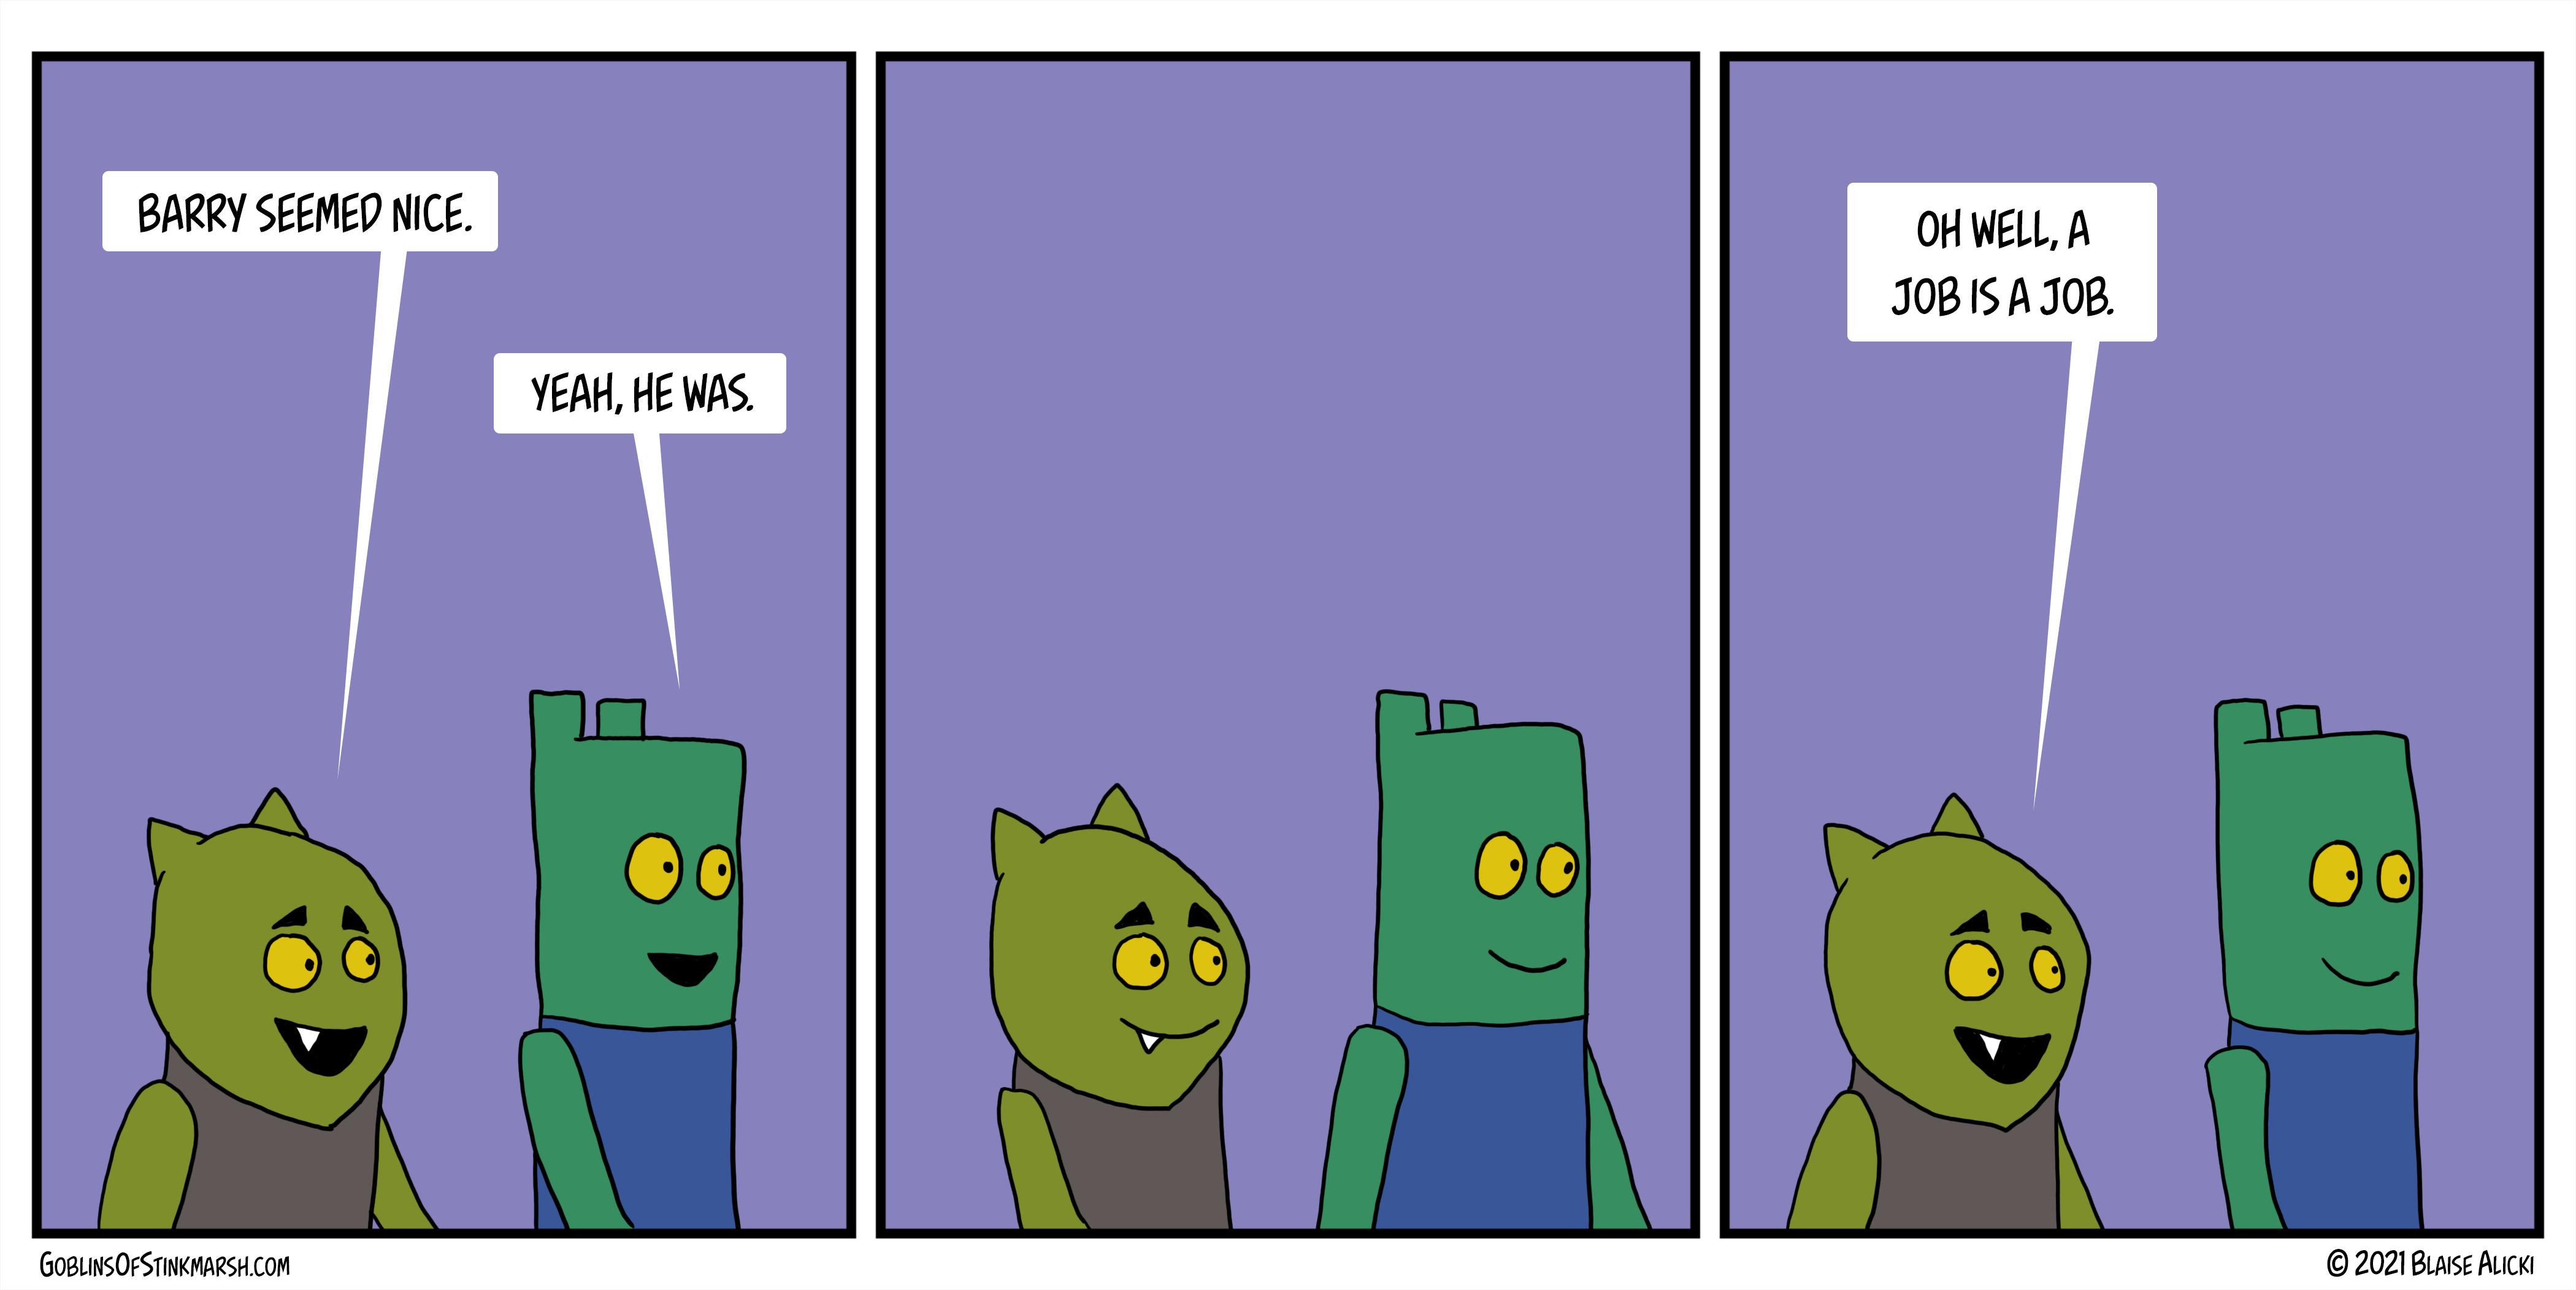 BARRY SEEMED NICE.
YEAH, HE WAS.
OH WELL, A
JOB IS A JOB.
GOBLINSOFSTINKMARSH.COM
© 2021 BLAISE ALICKI